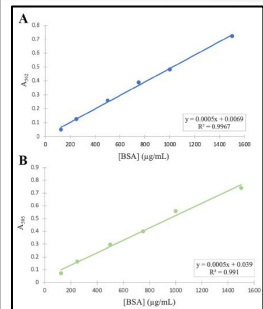 A
0.8
0.7
0.6
0.5
0.4
0.3
0.2
0.1
0
A562
y = 0.0005x + 0.0069
R² = 0.9967
0 200 400 600 800 1000 1200 1400 1600
[BSA] (µg/mL)
B
0.9
0.8
0.7
0.6
0.5
0.4
0.3
0.2
0.1
0
A595
y = 0.0005x + 0.039
R² = 0.991
0 200 400 600 800 1000 1200 1400 1600
[BSA] (µg/mL)